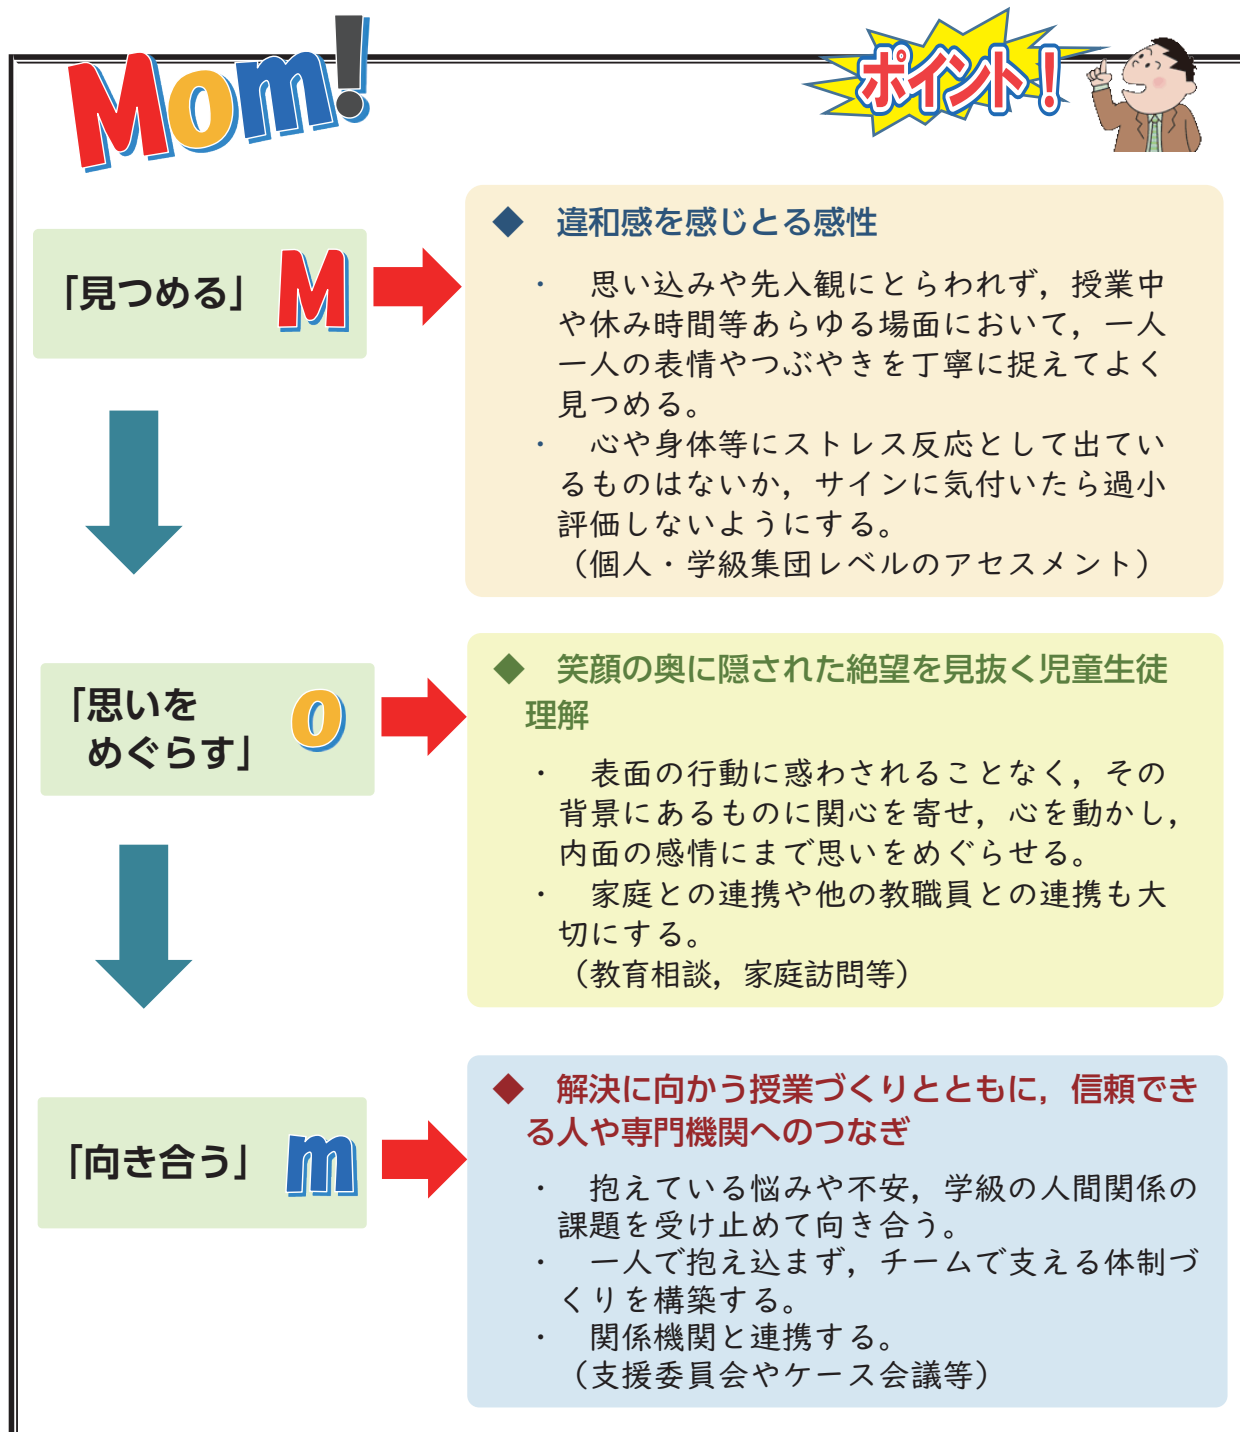 Mom!
ポイント！
「見つめる」 M
◆　違和感を感じとる感性
・　思い込みや先入観にとらわれず，授業中
や休み時間等あらゆる場面において，一人
一人の表情やつぶやきを丁寧に捉えてよく
見つめる。
・　心や身体等にストレス反応として出てい
るものはないか，サインに気付いたら過小
評価しないようにする。
（個人・学級集団レベルのアセスメント）
「思いを
めぐらす」 o
◆　笑顔の奥に隠された絶望を見抜く児童生徒
理解
・　表面の行動に惑わされることなく，その
背景にあるものに関心を寄せ，心を動かし，
内面の感情にまで思いをめぐらせる。
・　家庭との連携や他の教職員との連携も大
切にする。
（教育相談，家庭訪問等）
「向き合う」 m
◆　解決に向かう授業づくりとともに，信頼でき
る人や専門機関へのつなぎ
・　抱えている悩みや不安，学級の人間関係の
課題を受け止めて向き合う。
・　一人で抱え込まず，チームで支える体制づ
くりを構築する。
・　関係機関と連携する。
（支援委員会やケース会議等）